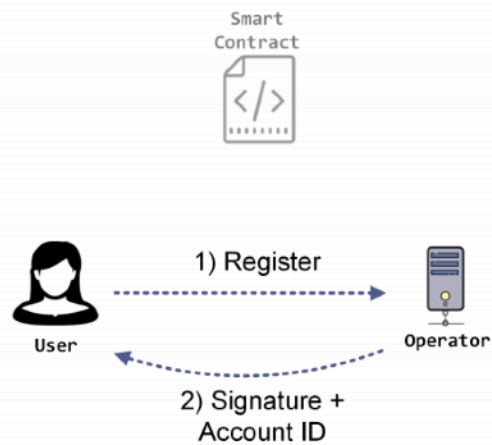 Smart
Contract
</>
1) Register
User
Operator
2) Signature +
Account ID